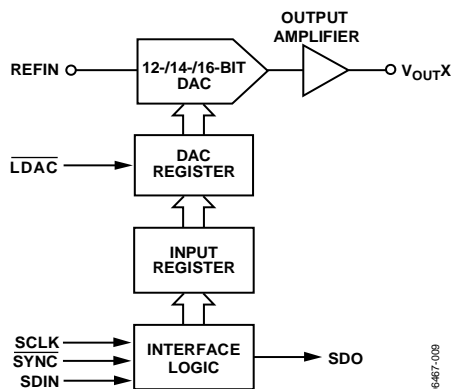 OUTPUT
AMPLIFIER
REFIN
12-/14-/16-BIT
DAC
VOUTX
LDAC
DAC
REGISTER
INPUT
REGISTER
SCLK
SYNC
SDIN
INTERFACE
LOGIC
SDO
6467-009